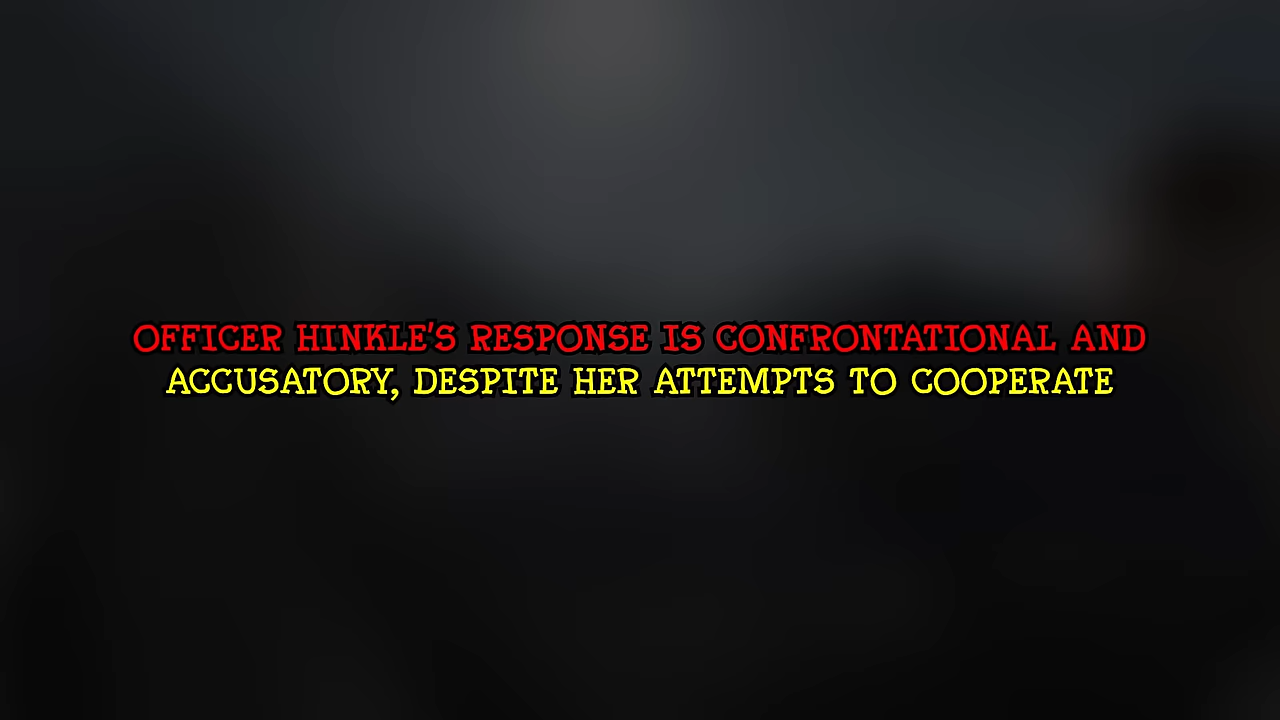 OFFICER HINKLE'S RESPONSE IS CONFRONTATIONAL AND
ACCUSATORY, DESPITE HER ATTEMPTS TO COOPERATE